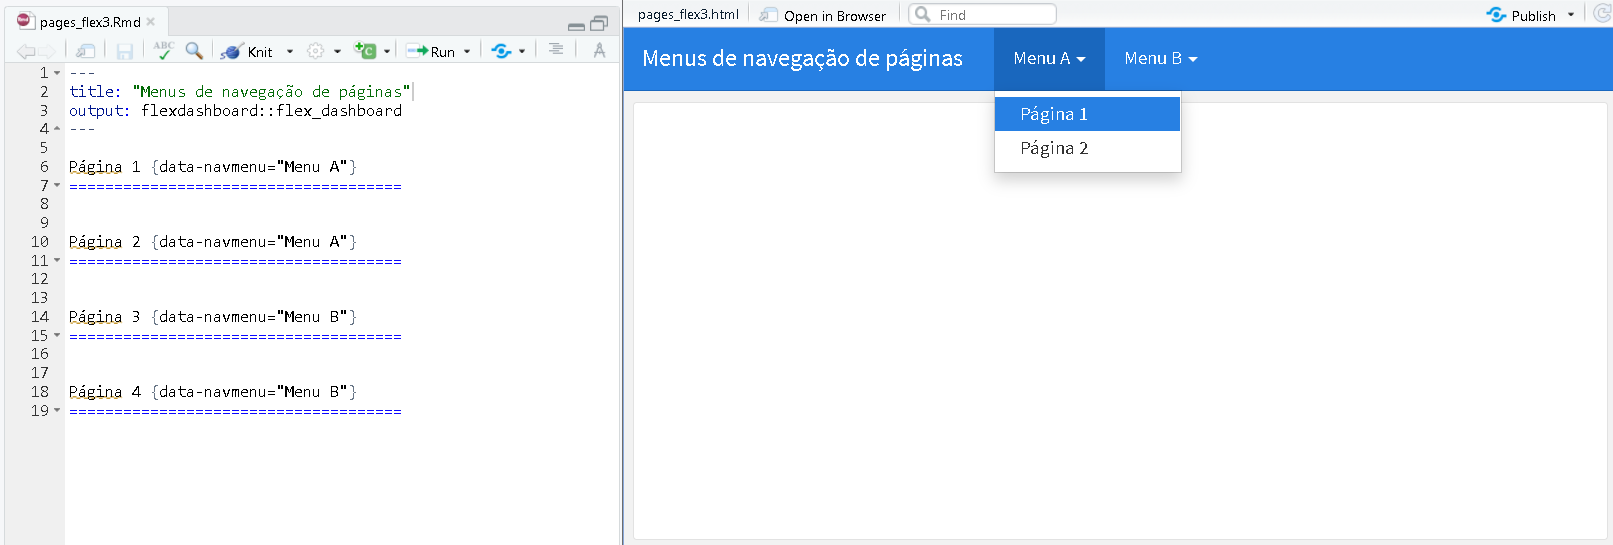 pages_flex3.Rmd
ABC
Knit
Run
1 ---
2 title: "Menus de navegação de páginas"
3 output: flexdashboard::flex_dashboard
4 ---
5
6 Página 1 {data-navmenu="Menu A"}
7 =====================================
8
9
10 Página 2 {data-navmenu="Menu A"}
11 =====================================
12
13
14 Página 3 {data-navmenu="Menu B"}
15 =====================================
16
17
18 Página 4 {data-navmenu="Menu B"}
19 =====================================
pages_flex3.html
Open in Browser
Find
Publish
Menus de navegação de páginas
Menu A
Menu B
Página 1
Página 2